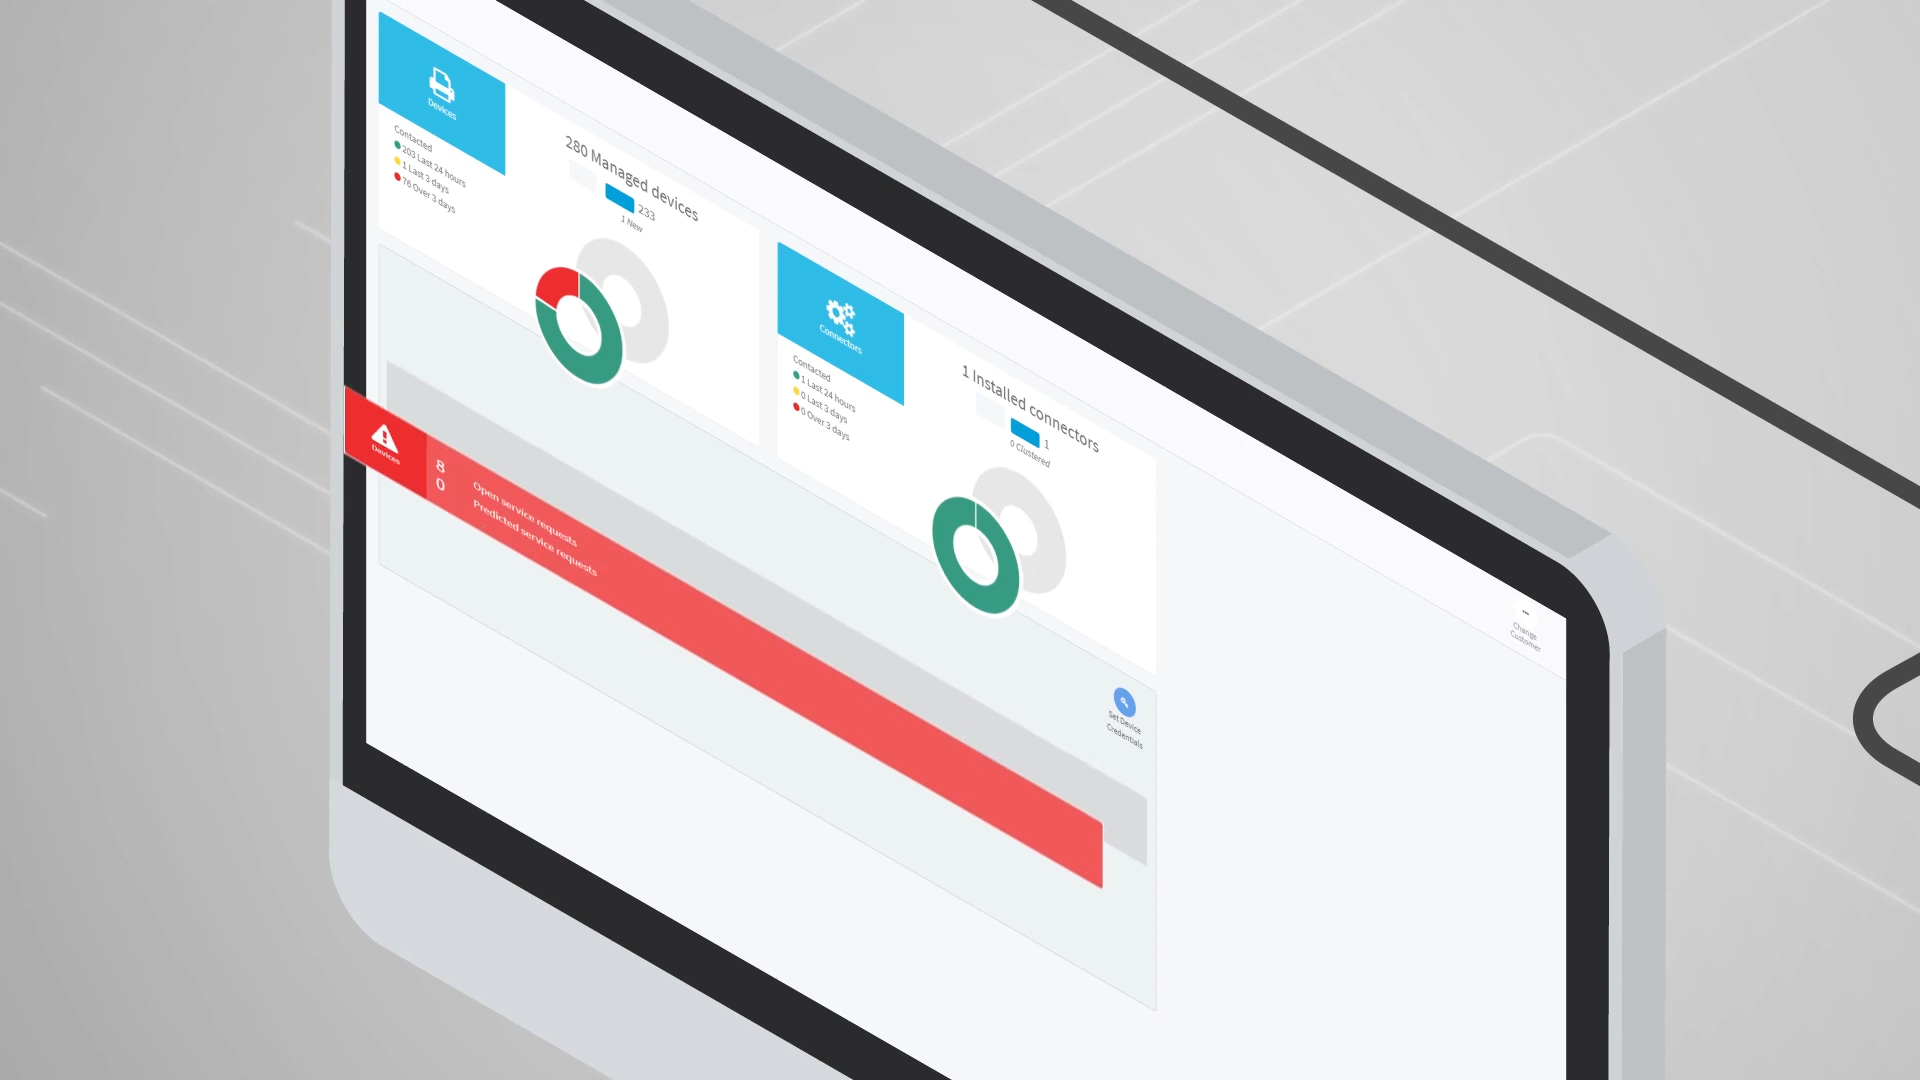 Devices
Contacted
203 Last 24 hours
1 Last 3 days
76 Over 3 days
280 Managed devices
233
1 New
Connectors
Contacted
1 Last 24 hours
0 Last 3 days
0 Over 3 days
1 Installed connectors
1
0 Clustered
Devices
8 Open service requests
0 Predicted service requests
Change
Customer
Set Device
Credentials